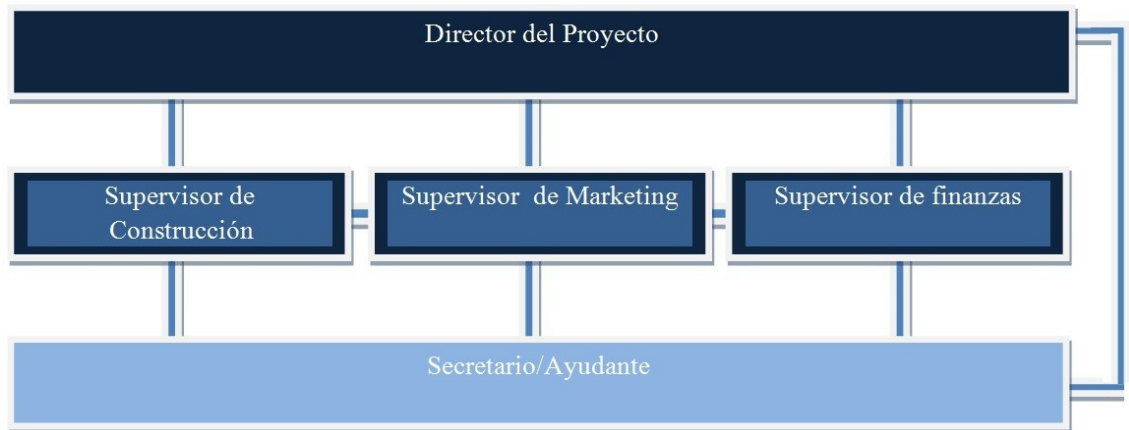 Director del Proyecto
Supervisor de
Construcción
Supervisor de Marketing
Supervisor de finanzas
Secretario/Ayudante